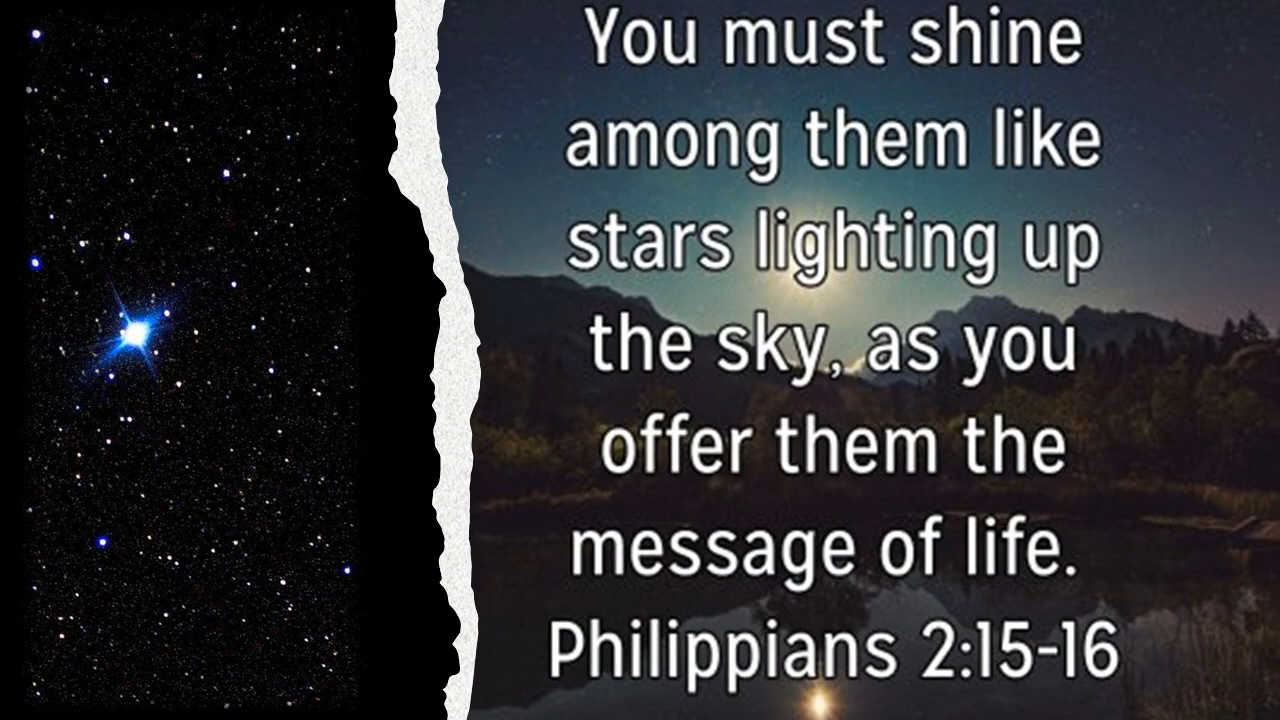 You must shine
among them like
stars lighting up
the sky, as you
offer them the
message of life.
Philippians 2:15-16